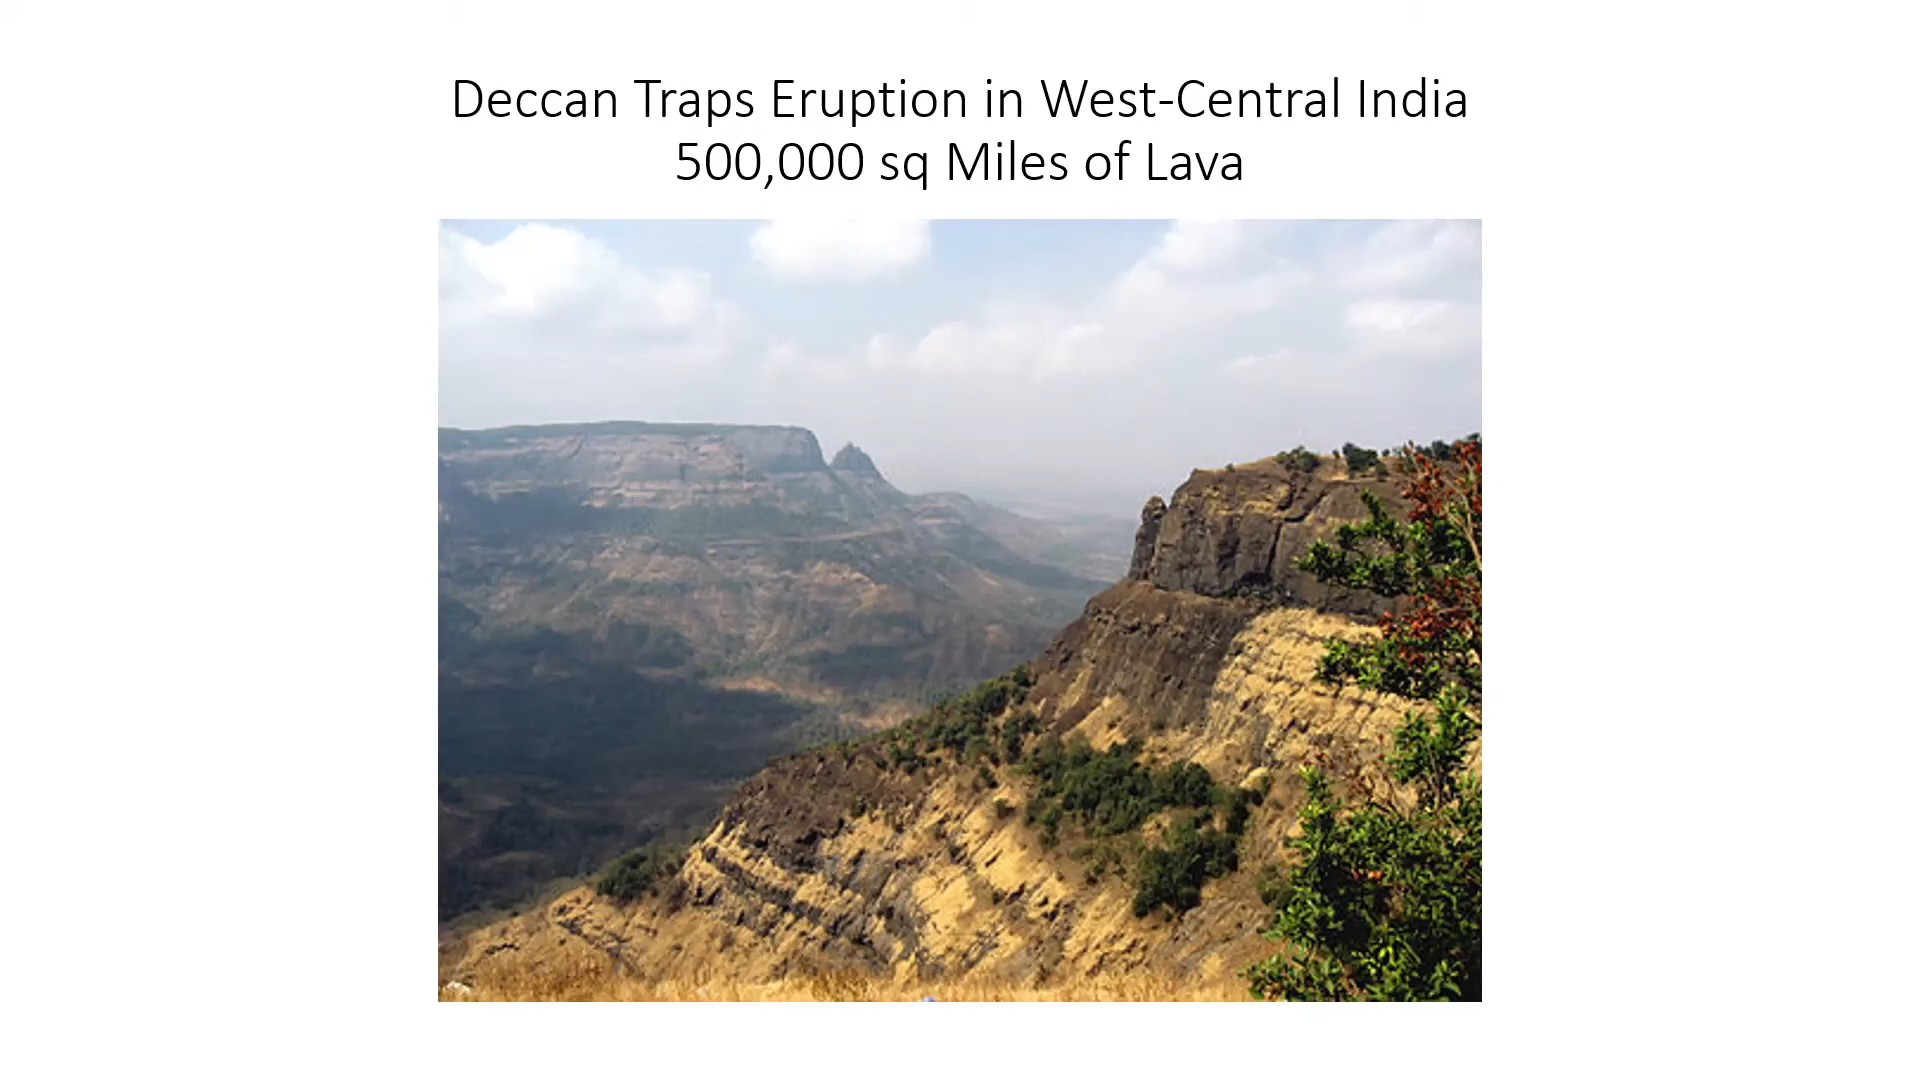 Deccan Traps Eruption in West-Central India
500,000 sq Miles of Lava